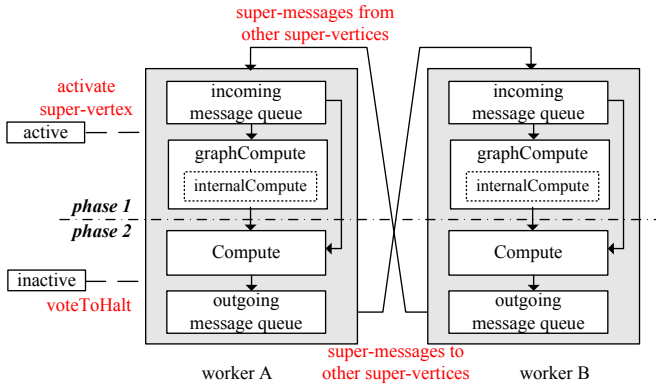 super-messages from
other super-vertices
activate
super-vertex
active
incoming
message queue
graphCompute
internalCompute
incoming
message queue
graphCompute
internalCompute
phase 1
phase 2
Compute
Compute
inactive
voteToHalt
outgoing
message queue
outgoing
message queue
worker A
super-messages to
other super-vertices
worker B